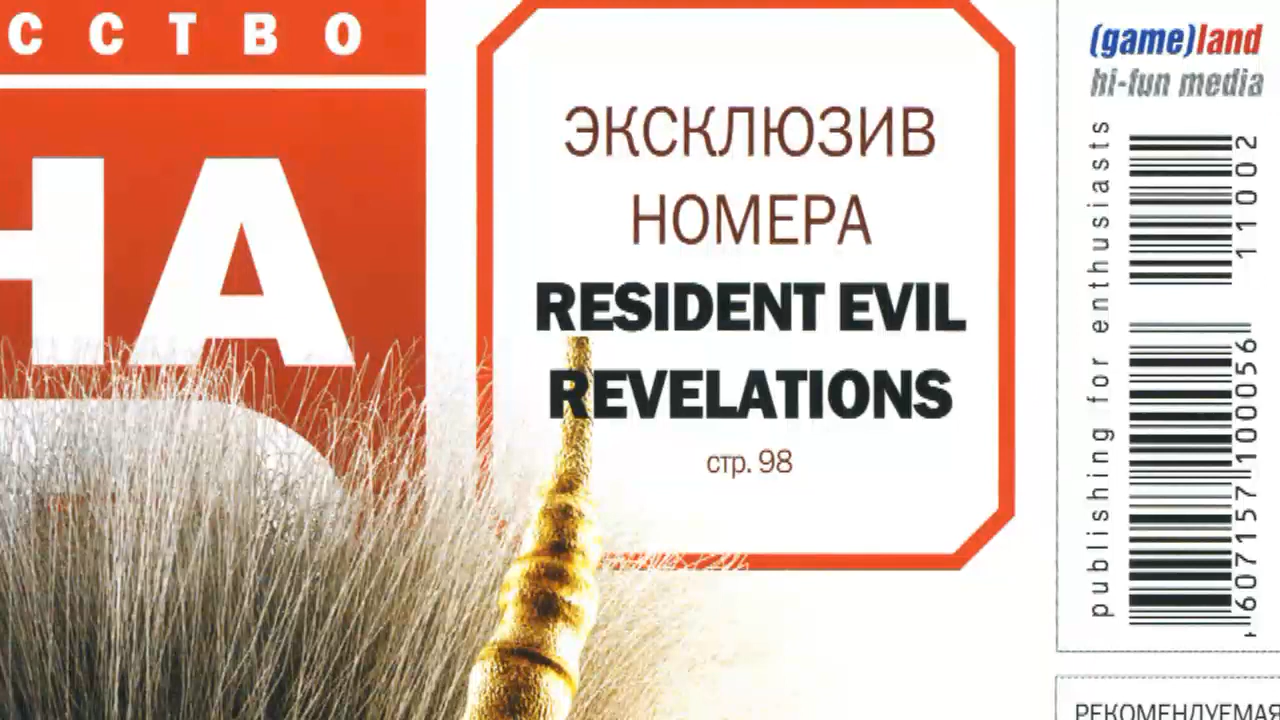 ССТВО
НА
ЭКСКЛЮЗИВ
НОМЕРА
RESIDENT EVIL
REVELATIONS
стр. 98
(game)land
hi-fun media
publishing for enthusiasts
11002
4607157100056
РЕКОМЕНДУЕМАЯ